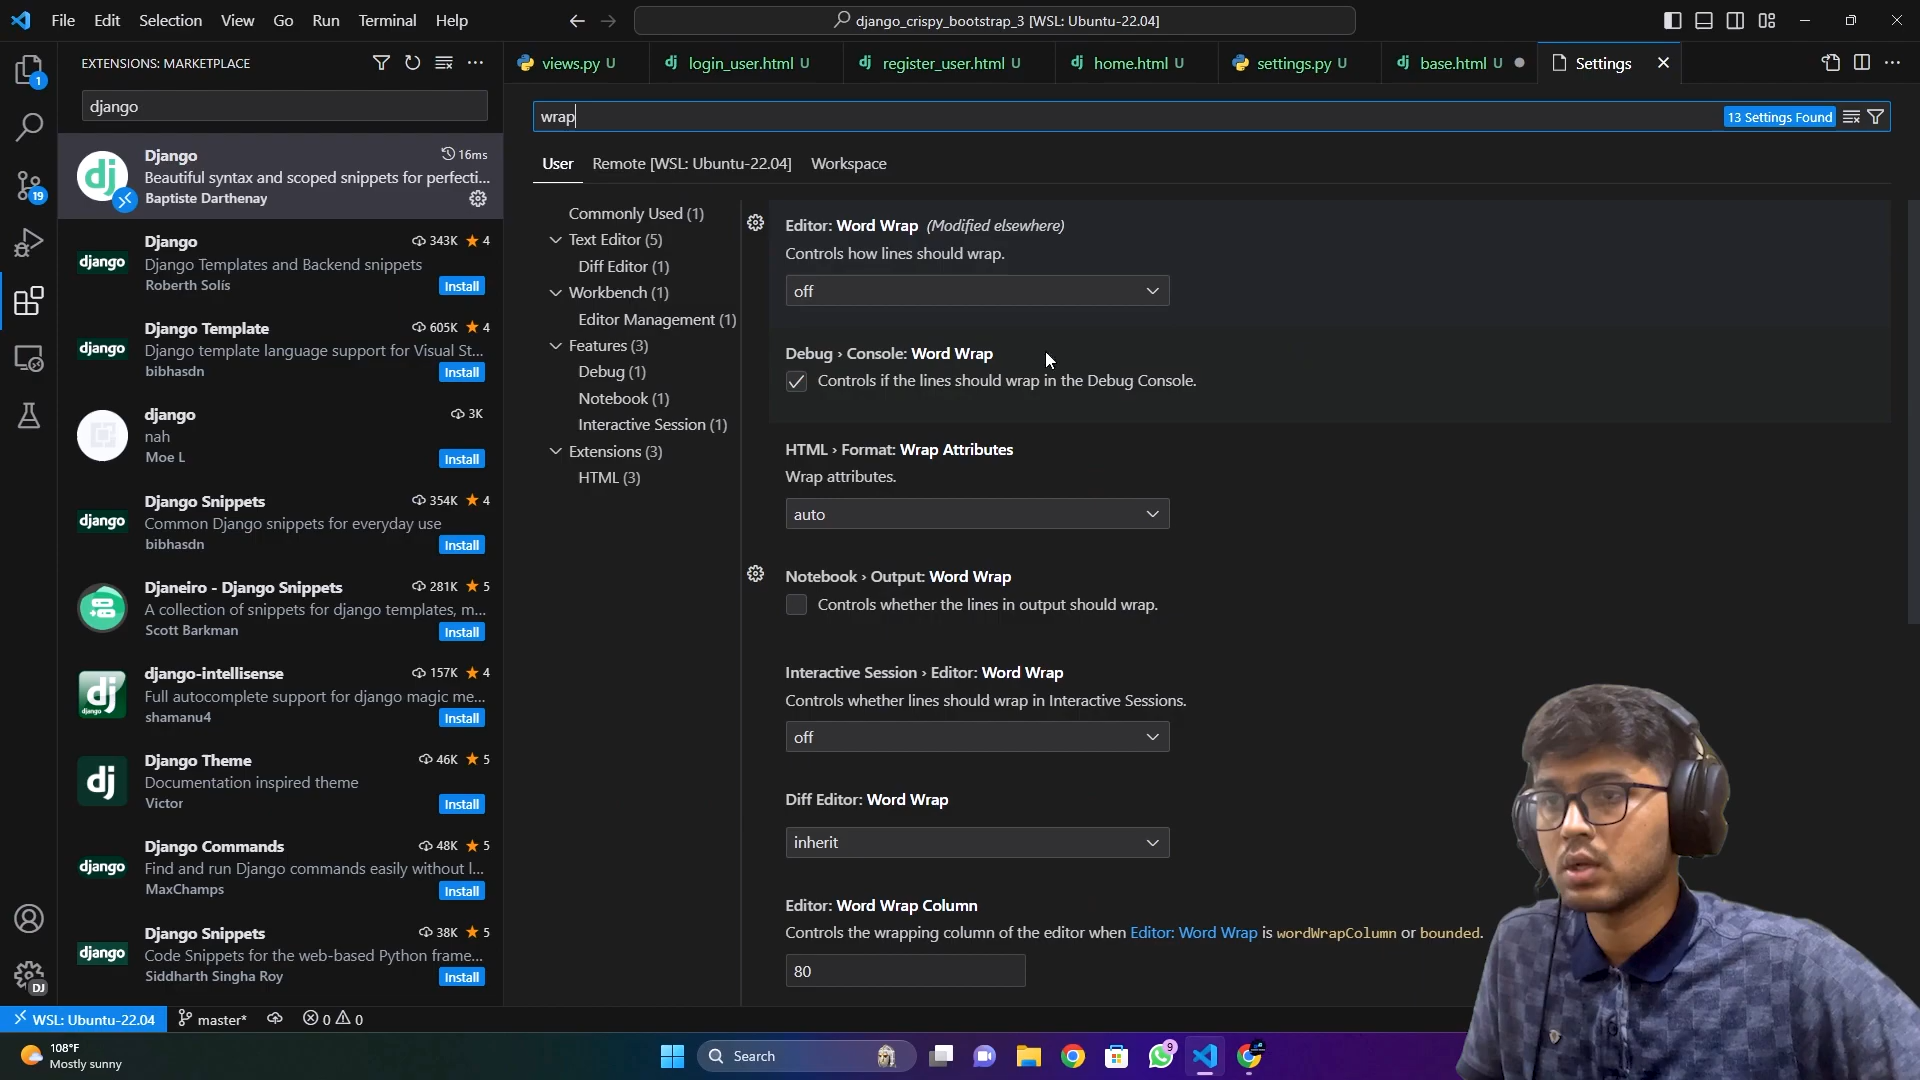 File Edit Selection View Go Run Terminal Help
django_crispy_bootstrap_3 [WSL: Ubuntu-22.04]
EXTENSIONS: MARKETPLACE
django
Django
16ms
Beautiful syntax and scoped snippets for perfecti...
Baptiste Darthenay
django
Django
343K 4
Django Templates and Backend snippets
Roberth Solís
Install
django
Django Template
605K 4
Django template language support for Visual St...
bibhasdn
Install
django
3K
nah
Moe L
Install
django
Django Snippets
354K 4
Common Django snippets for everyday use
bibhasdn
Install
Djaneiro - Django Snippets
281K 5
A collection of snippets for django templates, m...
Scott Barkman
Install
django-intellisense
157K 4
Full autocomplete support for django magic me...
shamanu4
Install
Django Theme
46K 5
Documentation inspired theme
Victor
Install
django
Django Commands
48K 5
Find and run Django commands easily without l...
MaxChamps
Install
django
Django Snippets
38K 5
Code Snippets for the web-based Python frame...
Siddharth Singha Roy
Install
views.py U
login_user.html U
register_user.html U
home.html U
settings.py U
base.html U
Settings
wrap
13 Settings Found
User Remote [WSL: Ubuntu-22.04] Workspace
Commonly Used (1)
Text Editor (5)
Diff Editor (1)
Workbench (1)
Editor Management (1)
Features (3)
Debug (1)
Notebook (1)
Interactive Session (1)
Extensions (3)
HTML (3)
Editor: Word Wrap (Modified elsewhere)
Controls how lines should wrap.
off
Debug › Console: Word Wrap
Controls if the lines should wrap in the Debug Console.
HTML › Format: Wrap Attributes
Wrap attributes.
auto
Notebook › Output: Word Wrap
Controls whether the lines in output should wrap.
Interactive Session › Editor: Word Wrap
Controls whether lines should wrap in Interactive Sessions.
off
Diff Editor: Word Wrap
inherit
Editor: Word Wrap Column
Controls the wrapping column of the editor when Editor: Word Wrap is wordWrapColumn or bounded.
80
1
19
DJ
WSL: Ubuntu-22.04 master* 0 0
108°F
Mostly sunny
Search
9